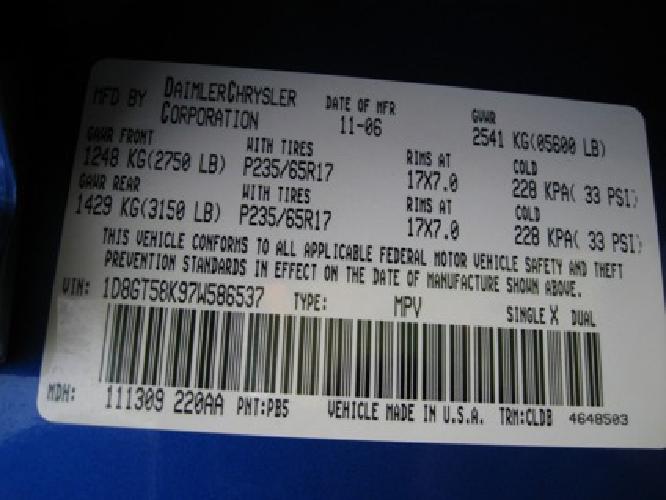 MFD BY DAIMLERCHRYSLER CORPORATION DATE OF MFR 11-06 GVWR 2541 KG(05600 LB)
GAWR FRONT WITH TIRES RIMS AT COLD
1248 KG(2750 LB) P235/65R17 17X7.0 228 KPA( 33 PSI)
GAWR REAR WITH TIRES RIMS AT COLD
1429 KG(3150 LB) P235/65R17 17X7.0 228 KPA( 33 PSI)
THIS VEHICLE CONFORMS TO ALL APPLICABLE FEDERAL MOTOR VEHICLE SAFETY AND THEFT
PREVENTION STANDARDS IN EFFECT ON THE DATE OF MANUFACTURE SHOWN ABOVE.
VIN: 1D8GT58K97W586537 TYPE: MPV SINGLE X DUAL
MDH: 111309 220AA PNT:PB5 VEHICLE MADE IN U.S.A. TRM:CLDB 4648503